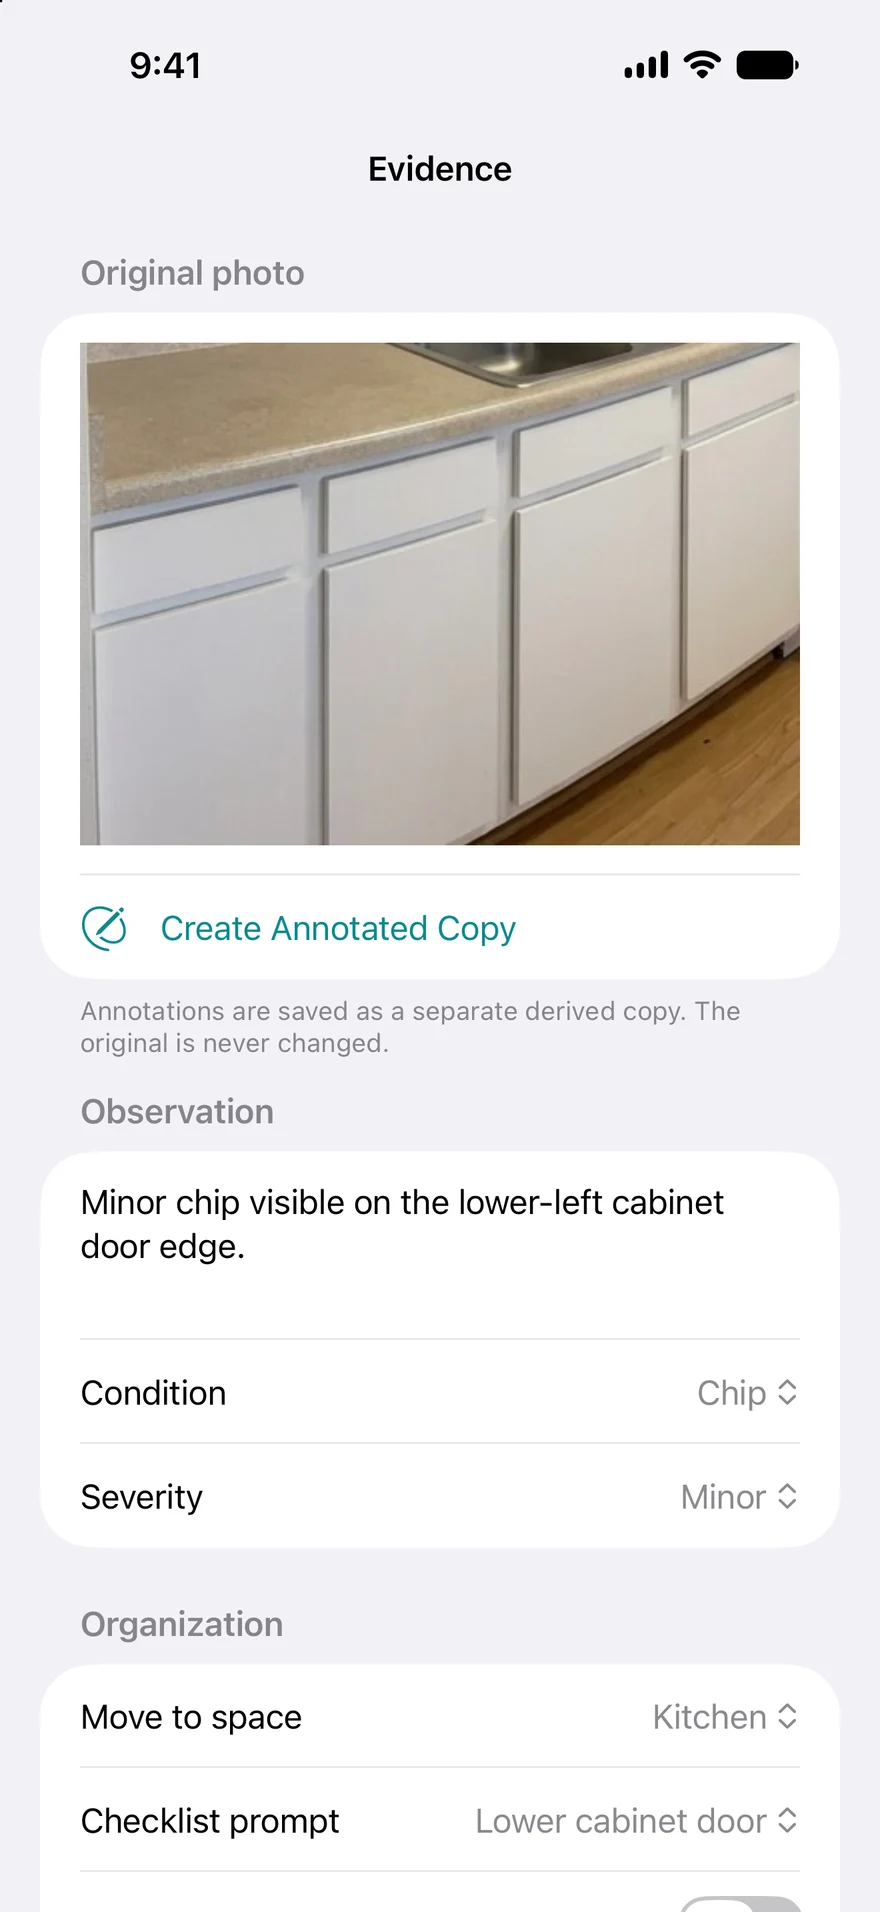 9:41
Evidence
Original photo
Create Annotated Copy
Annotations are saved as a separate derived copy. The
original is never changed.
Observation
Minor chip visible on the lower-left cabinet
door edge.
Condition
Chip
Severity
Minor
Organization
Move to space
Kitchen
Checklist prompt
Lower cabinet door